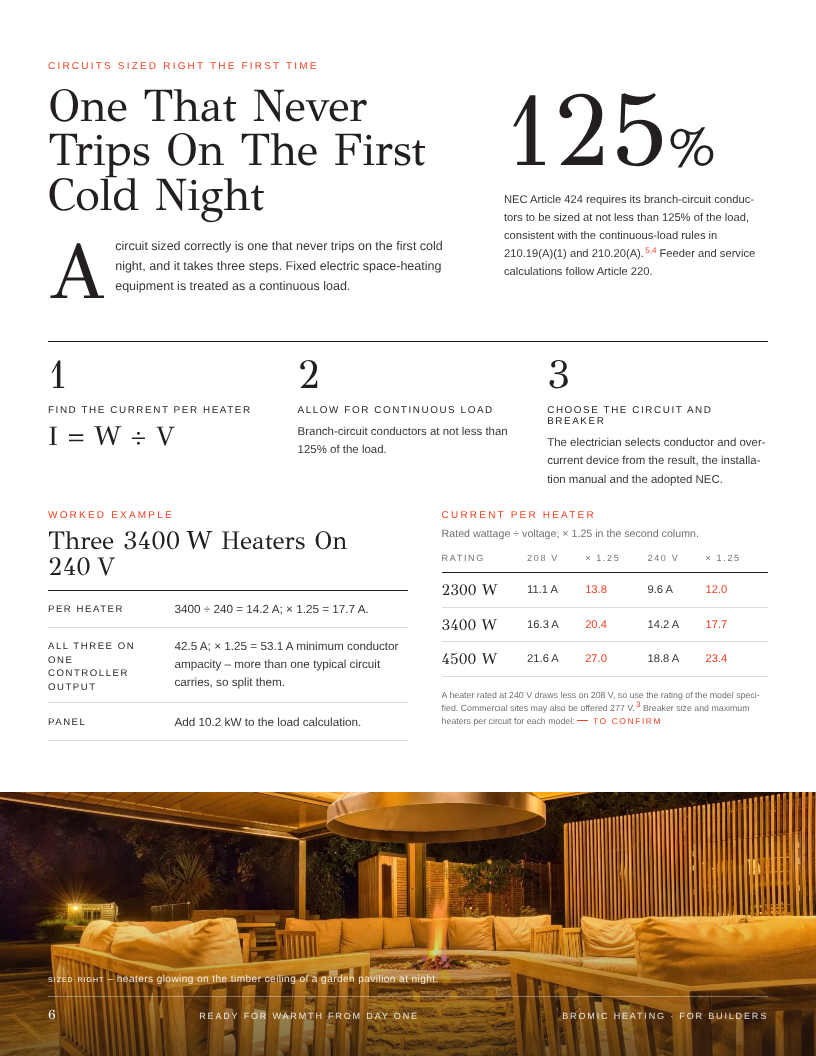 CIRCUITS SIZED RIGHT THE FIRST TIME
One That Never
Trips On The First
Cold Night
A circuit sized correctly is one that never trips on the first cold
night, and it takes three steps. Fixed electric space-heating
equipment is treated as a continuous load.
125%
NEC Article 424 requires its branch-circuit conduc-
tors to be sized at not less than 125% of the load,
consistent with the continuous-load rules in
210.19(A)(1) and 210.20(A).5,4 Feeder and service
calculations follow Article 220.
1
FIND THE CURRENT PER HEATER
I = W ÷ V
2
ALLOW FOR CONTINUOUS LOAD
Branch-circuit conductors at not less than
125% of the load.
3
CHOOSE THE CIRCUIT AND
BREAKER
The electrician selects conductor and over-
current device from the result, the installa-
tion manual and the adopted NEC.
WORKED EXAMPLE
Three 3400 W Heaters On
240 V
PER HEATER 3400 ÷ 240 = 14.2 A; × 1.25 = 17.7 A.
ALL THREE ON
ONE
CONTROLLER
OUTPUT
42.5 A; × 1.25 = 53.1 A minimum conductor
ampacity – more than one typical circuit
carries, so split them.
PANEL Add 10.2 kW to the load calculation.
CURRENT PER HEATER
Rated wattage ÷ voltage; × 1.25 in the second column.
RATING 208 V × 1.25 240 V × 1.25
2300 W 11.1 A 13.8 9.6 A 12.0
3400 W 16.3 A 20.4 14.2 A 17.7
4500 W 21.6 A 27.0 18.8 A 23.4
A heater rated at 240 V draws less on 208 V, so use the rating of the model speci-
fied. Commercial sites may also be offered 277 V.3 Breaker size and maximum
heaters per circuit for each model: — TO CONFIRM
SIZED RIGHT – heaters glowing on the timber ceiling of a garden pavilion at night.
6 READY FOR WARMTH FROM DAY ONE BROMIC HEATING · FOR BUILDERS